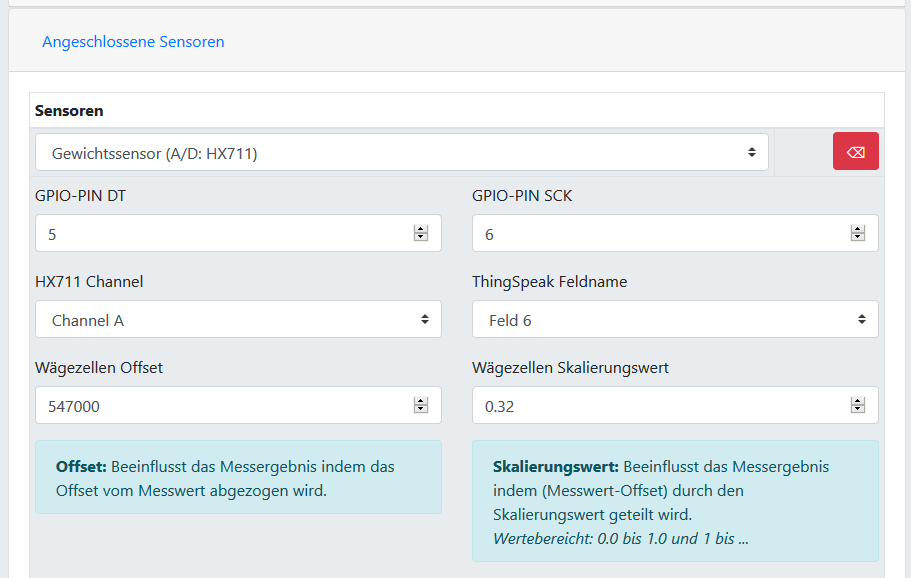 Angeschlossene Sensoren
Sensoren
Gewichtssensor (A/D: HX711)
GPIO-PIN DT
GPIO-PIN SCK
5
6
HX711 Channel
ThingSpeak Feldname
Channel A
Feld 6
Wägezellen Offset
Wägezellen Skalierungswert
547000
0.32
Offset: Beeinflusst das Messergebnis indem das
Offset vom Messwert abgezogen wird.
Skalierungswert: Beeinflusst das Messergebnis
indem (Messwert-Offset) durch den
Skalierungswert geteilt wird.
Wertebereicht: 0.0 bis 1.0 und 1 bis ...